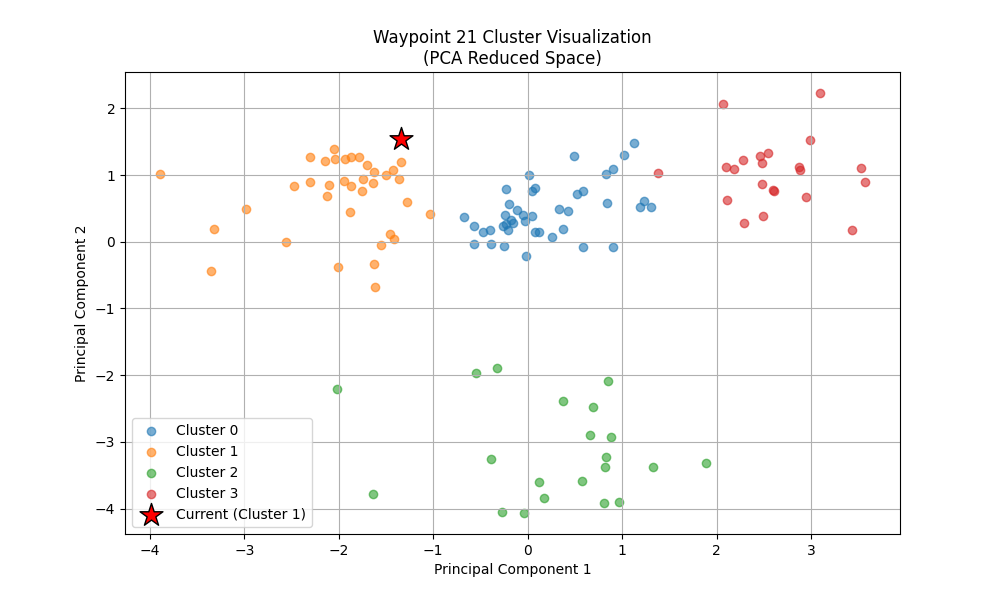 Waypoint 21 Cluster Visualization
(PCA Reduced Space)
Principal Component 2
2
1
0
−1
−2
−3
−4
Cluster 0
Cluster 1
Cluster 2
Cluster 3
Current (Cluster 1)
−4 −3 −2 −1 0 1 2 3
Principal Component 1